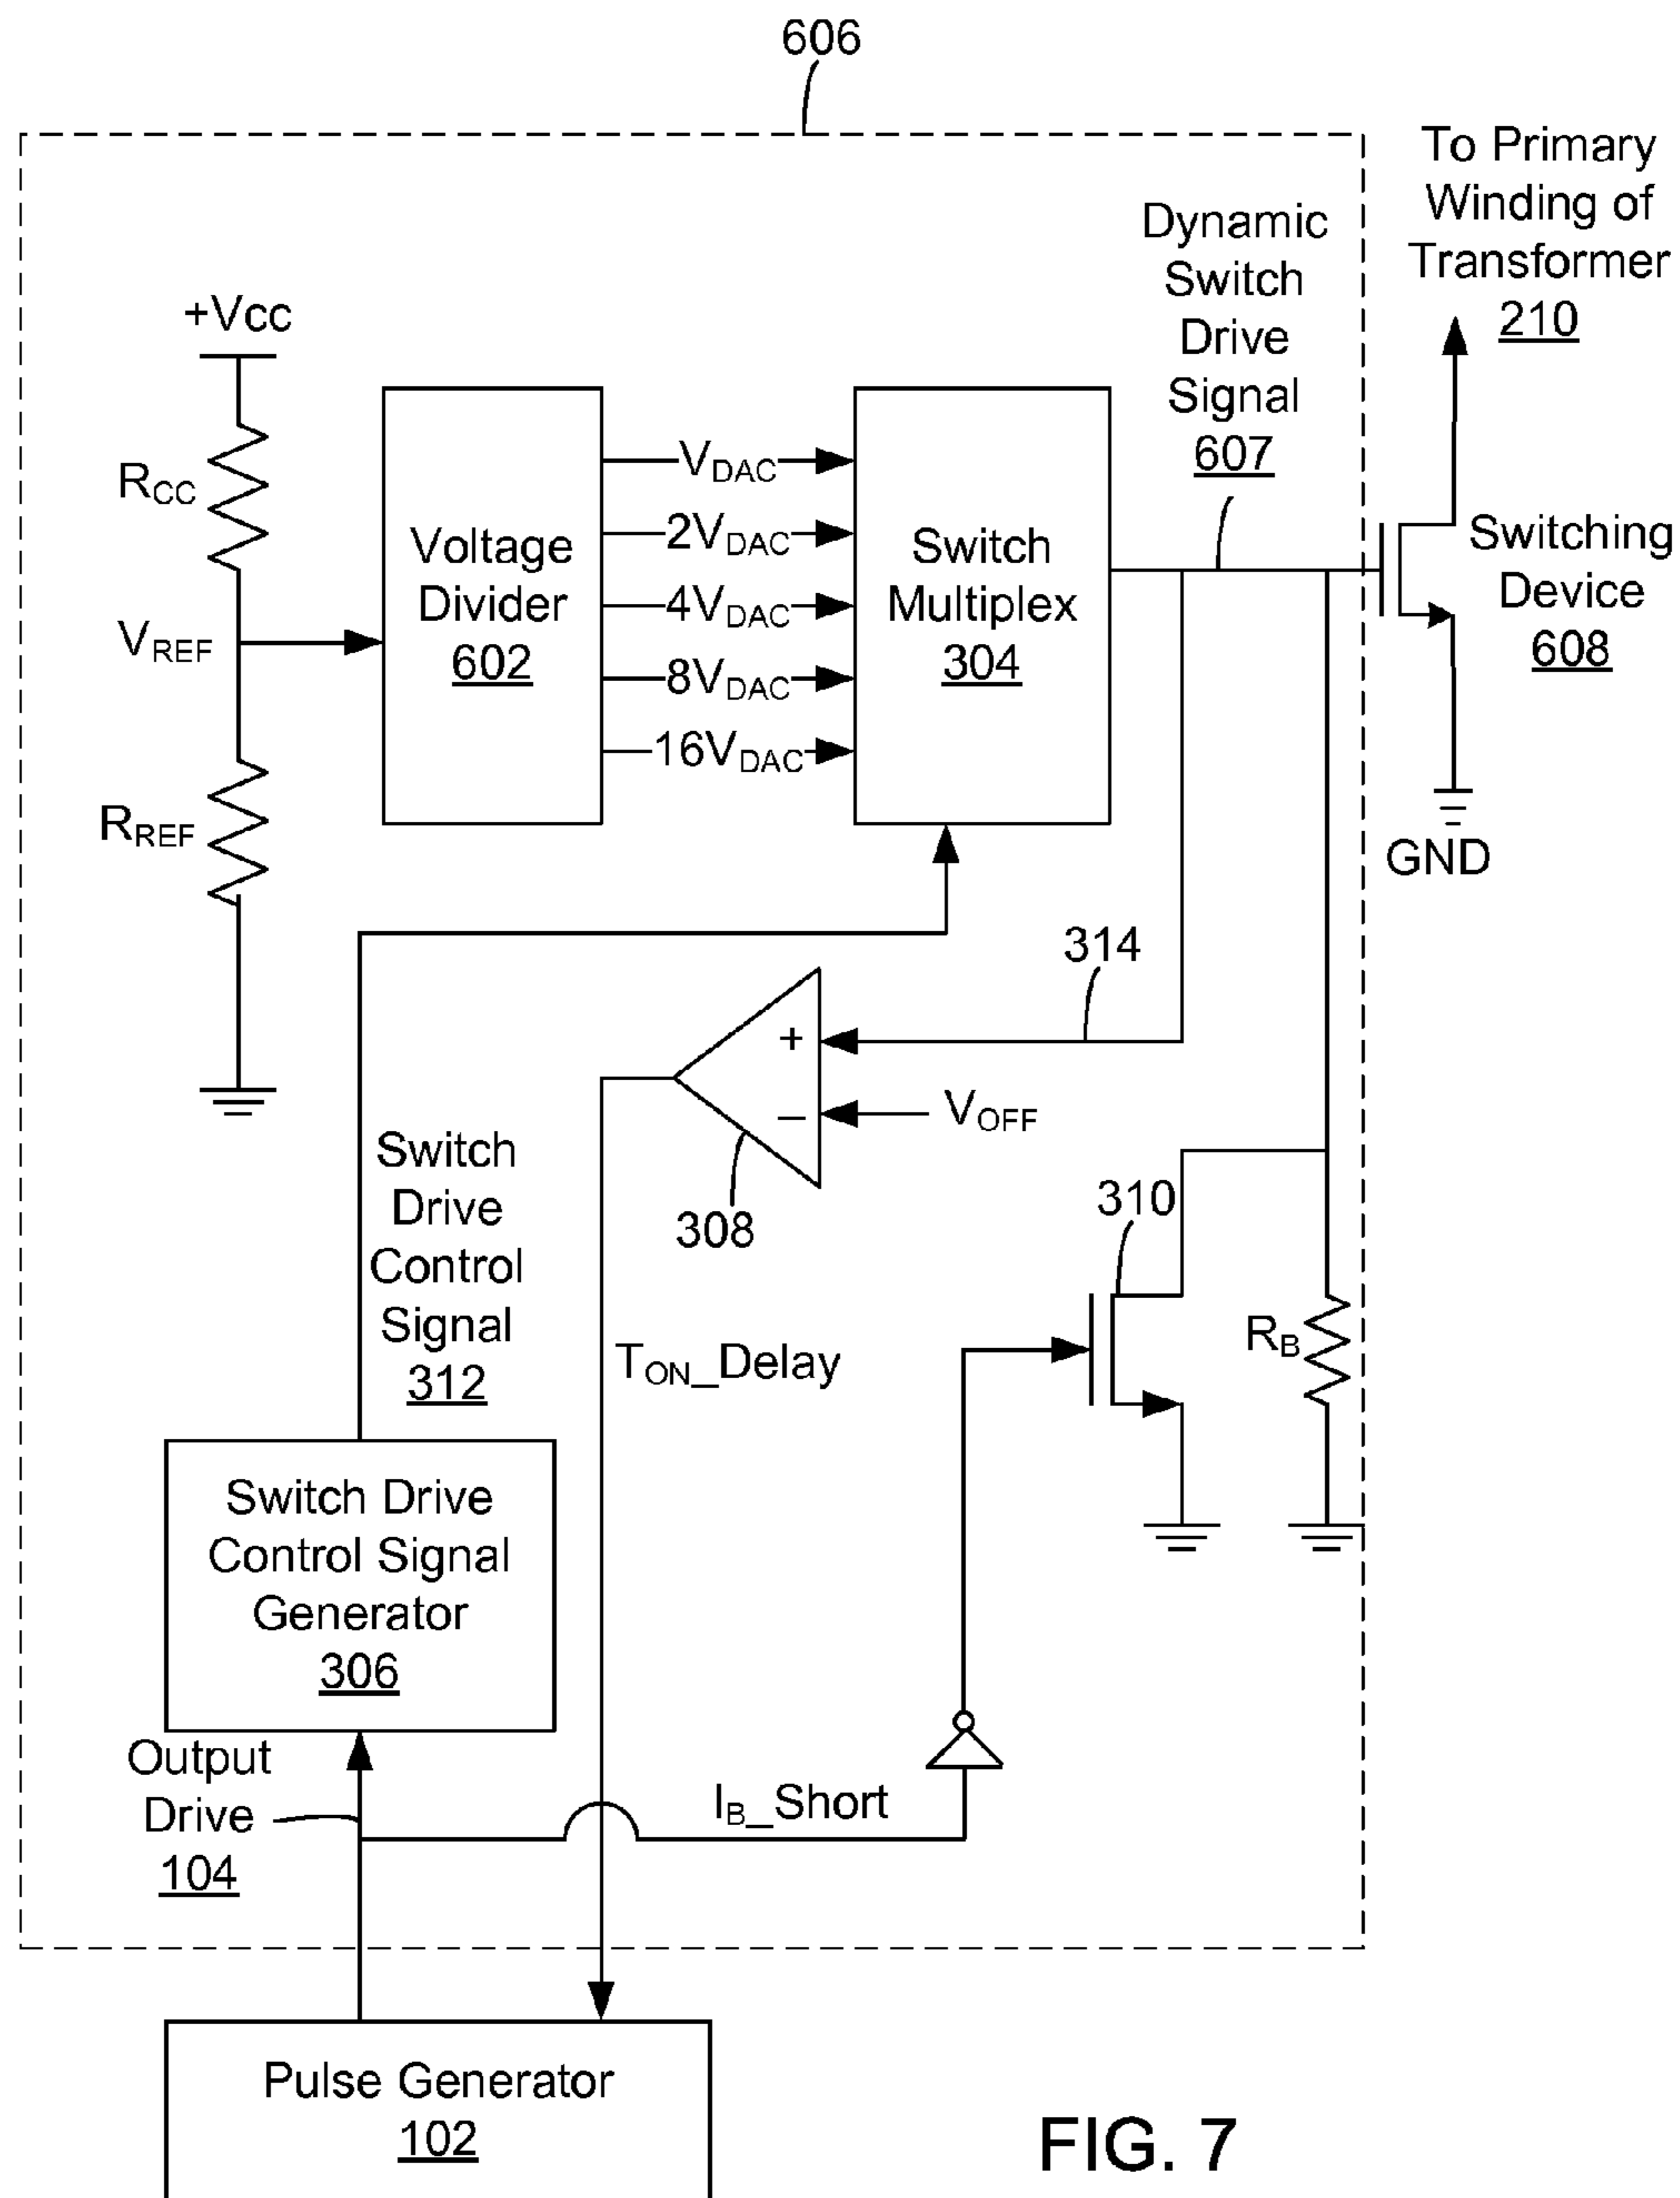 606
To Primary
Winding of
Transformer
210
Dynamic
Switch
Drive
Signal
607
+Vcc
RCC
VREF
RREF
Voltage
Divider
602
VDAC
2VDAC
4VDAC
8VDAC
16VDAC
Switch
Multiplex
304
Switching
Device
608
GND
314
+
–
VOFF
308
Switch
Drive
Control
Signal
312
310
RB
TON_Delay
Switch Drive
Control Signal
Generator
306
Output
Drive
104
IB_Short
Pulse Generator
102
FIG. 7